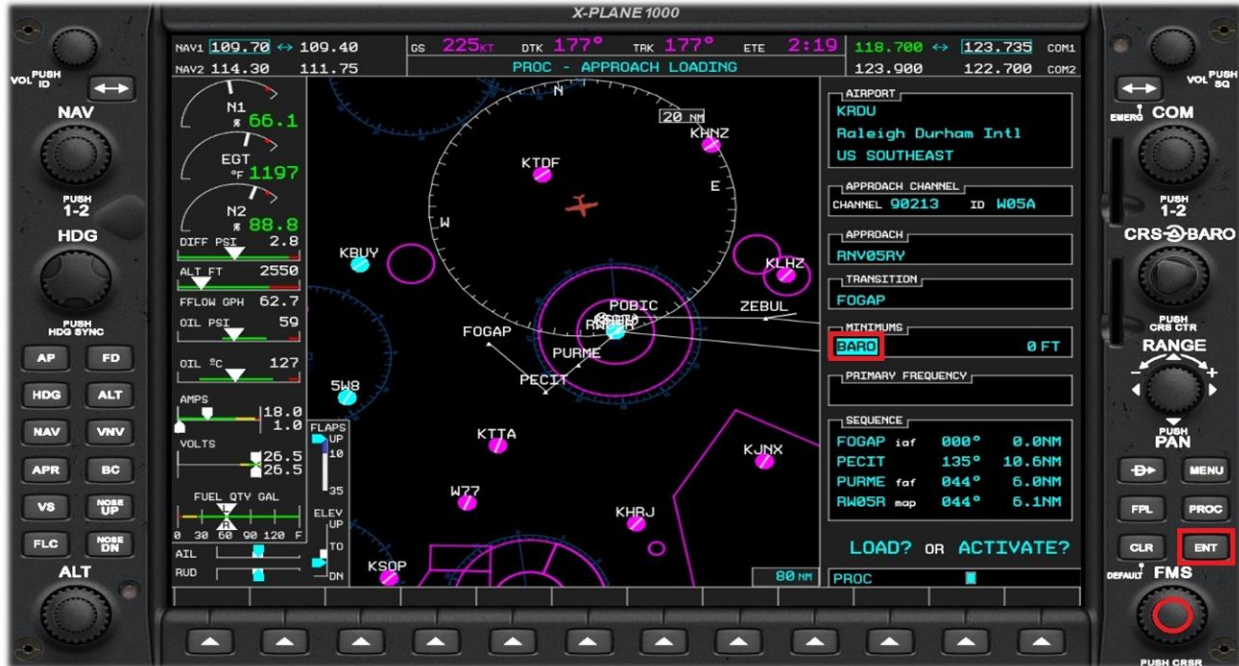 X-PLANE 1000
NAV1 109.70 ↔ 109.40
NAV2 114.30 111.75
GS 225KT DTK 177° TRK 177° ETE 2:19
PROC - APPROACH LOADING
118.700 ↔ 123.735 COM1
123.900 122.700 COM2
VOL PUSH ID
NAV
PUSH 1-2
HDG
PUSH HDG SYNC
AP FD
HDG ALT
NAV VNV
APR BC
VS NOSE UP
FLC NOSE DN
ALT
N1 % 66.1
EGT °F 1197
N2 % 88.8
DIFF PSI 2.8
ALT FT 2550
FFLOW GPH 62.7
OIL PSI 59
OIL ºC 127
AMPS
18.0
1.0
VOLTS
26.5
26.5
FUEL QTY GAL
L
R
0 30 60 90 120 F
AIL
RUD
FLAPS
UP
10
35
ELEV
UP
TO
DN
N
E
W
20 NM
KHNZ
KTDF
KBUY
KLHZ
POBIC
ZEBUL
FOGAP
PURME
PECIT
5W8
KTTA
KJNX
W77
KHRJ
KSOP
80 NM
AIRPORT
KRDU
Raleigh Durham Intl
US SOUTHEAST
APPROACH CHANNEL
CHANNEL 90213 ID W05A
APPROACH
RNV05RY
TRANSITION
FOGAP
MINIMUMS
BARO 0 FT
PRIMARY FREQUENCY
SEQUENCE
FOGAP iaf 000° 0.0NM
PECIT 135° 10.6NM
PURME faf 044° 6.0NM
RW05R map 044° 6.1NM
LOAD? OR ACTIVATE?
PROC
VOL PUSH SQ
EMERG COM
PUSH 1-2
CRS BARO
PUSH CRS CTR
RANGE
- +
PUSH PAN
D MENU
FPL PROC
CLR ENT
DEFAULT FMS
PUSH CRSR